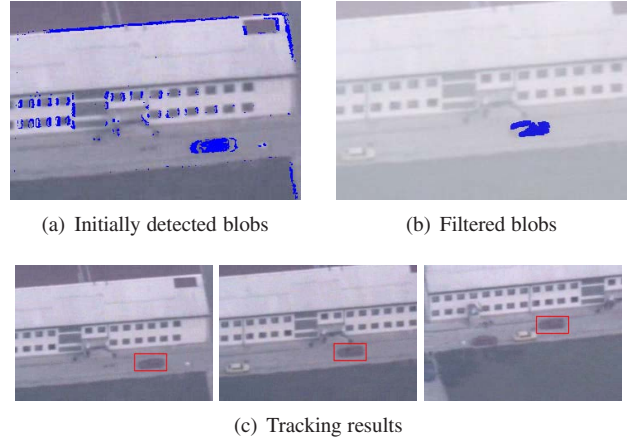 (a) Initially detected blobs
(b) Filtered blobs
(c) Tracking results